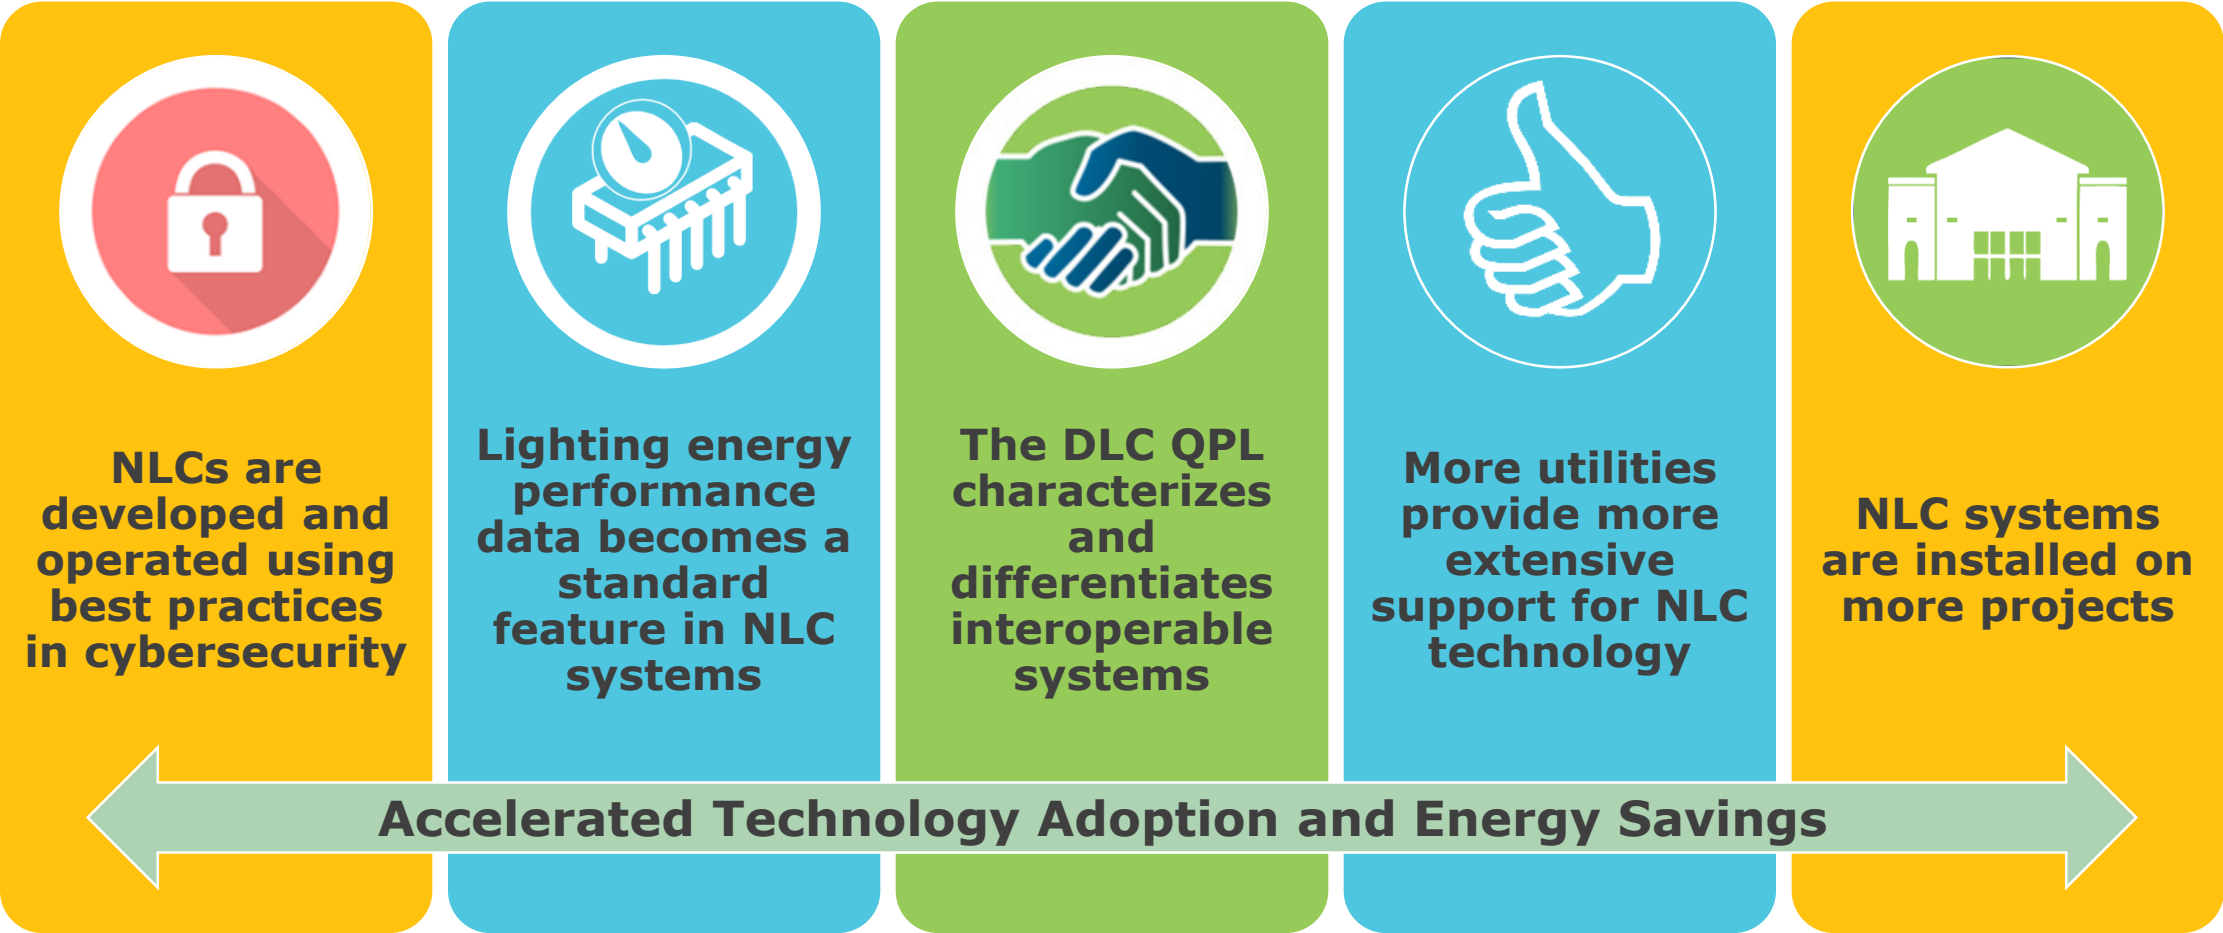 NLCs are
developed and
operated using
best practices
in cybersecurity
Lighting energy
performance
data becomes a
standard
feature in NLC
systems
The DLC QPL
characterizes
and
differentiates
interoperable
systems
More utilities
provide more
extensive
support for NLC
technology
NLC systems
are installed on
more projects
Accelerated Technology Adoption and Energy Savings